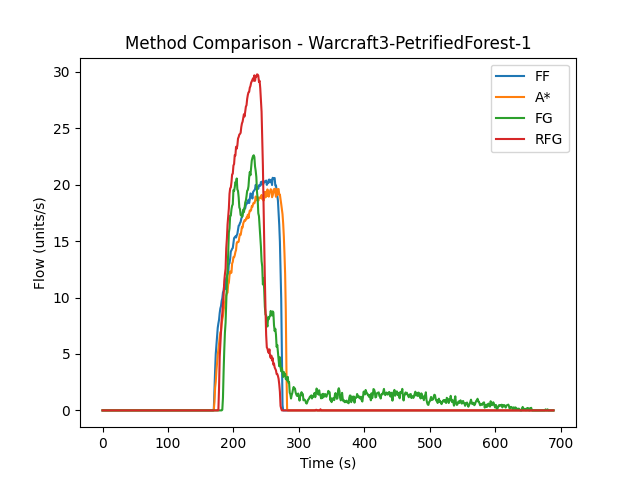 Method Comparison - Warcraft3-PetrifiedForest-1
30
25
20
15
10
5
0
Flow (units/s)
FF
A*
FG
RFG
0 100 200 300 400 500 600 700
Time (s)